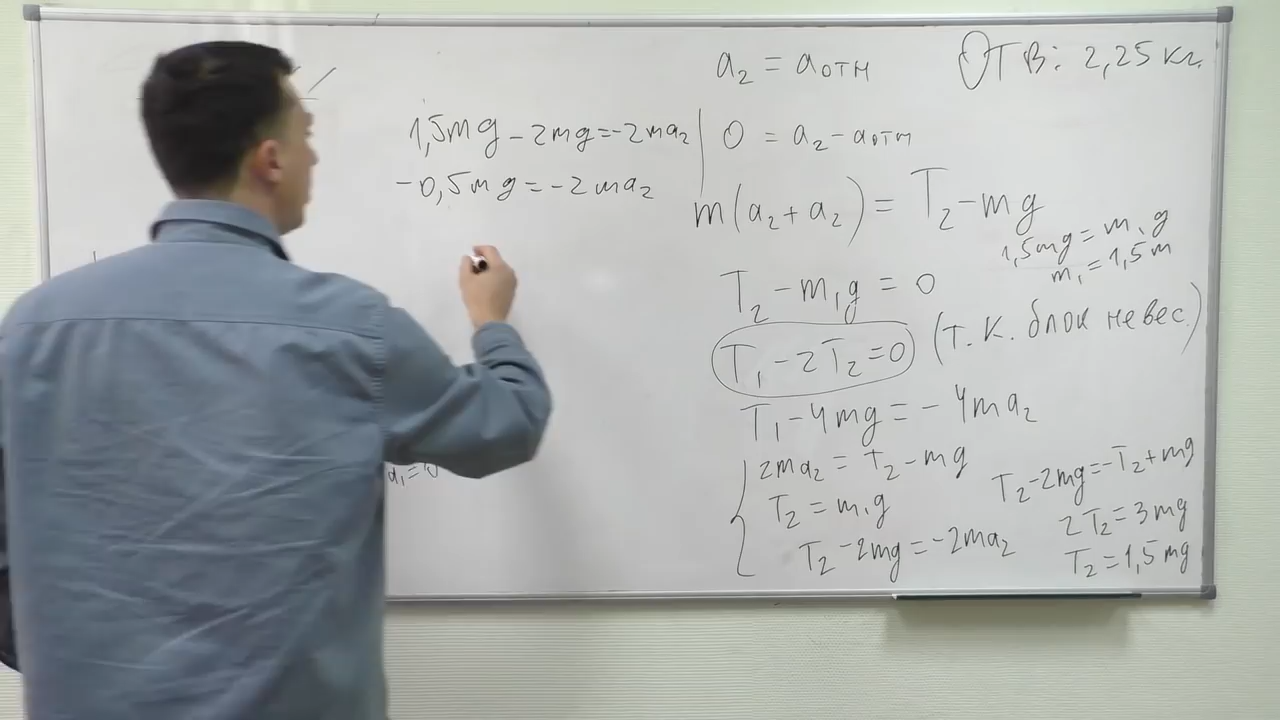 a₂ = aотн
ОТВ: 2,25 кг.
1,5mg - 2mg = -2ma₂
0 = a₂ - aотн
-0,5mg = -2ma₂
m(a₂ + a₂) = T₂ - mg
1,5mg = m₁g
m₁ = 1,5m
T₂ - m₁g = 0
T₁ - 2T₂ = 0 (т.к. блок невес.)
T₁ - 4mg = -4ma₂
2ma₂ = T₂ - mg
T₂ = m₁g
T₂ - 2mg = -2ma₂
T₂ - 2mg = -T₂ + mg
2T₂ = 3mg
T₂ = 1,5mg
a₁ = 0